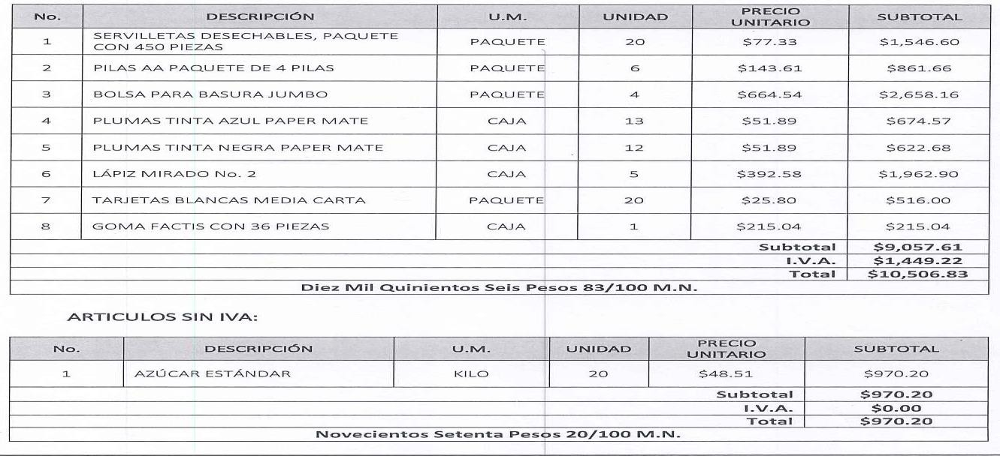 No. DESCRIPCIÓN U.M. UNIDAD PRECIO UNITARIO SUBTOTAL
1 SERVILLETAS DESECHABLES, PAQUETE CON 450 PIEZAS PAQUETE 20 $77.33 $1,546.60
2 PILAS AA PAQUETE DE 4 PILAS PAQUETE 6 $143.61 $861.66
3 BOLSA PARA BASURA JUMBO PAQUETE 4 $664.54 $2,658.16
4 PLUMAS TINTA AZUL PAPER MATE CAJA 13 $51.89 $674.57
5 PLUMAS TINTA NEGRA PAPER MATE CAJA 12 $51.89 $622.68
6 LÁPIZ MIRADO No. 2 CAJA 5 $392.58 $1,962.90
7 TARJETAS BLANCAS MEDIA CARTA PAQUETE 20 $25.80 $516.00
8 GOMA FACTIS CON 36 PIEZAS CAJA 1 $215.04 $215.04
Subtotal $9,057.61
I.V.A. $1,449.22
Total $10,506.83
Diez Mil Quinientos Seis Pesos 83/100 M.N.
ARTICULOS SIN IVA:
No. DESCRIPCIÓN U.M. UNIDAD PRECIO UNITARIO SUBTOTAL
1 AZÚCAR ESTÁNDAR KILO 20 $48.51 $970.20
Subtotal $970.20
I.V.A. $0.00
Total $970.20
Novecientos Setenta Pesos 20/100 M.N.